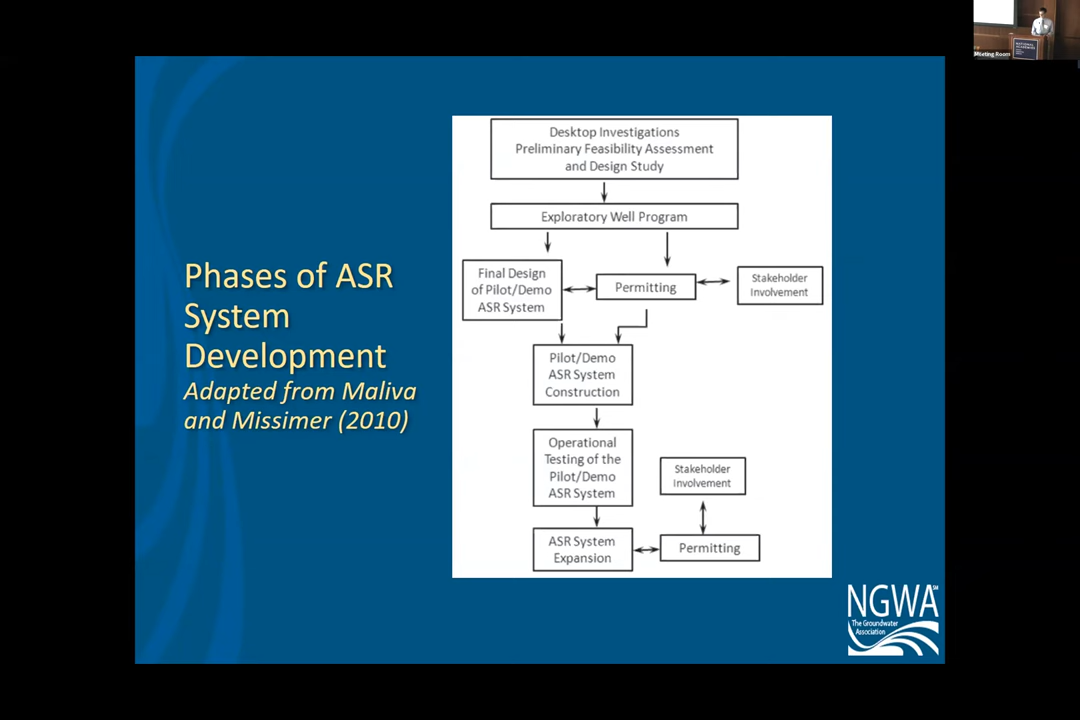 Phases of ASR
System
Development
Adapted from Maliva
and Missimer (2010)
Desktop Investigations
Preliminary Feasibility Assessment
and Design Study
Exploratory Well Program
Final Design
of Pilot/Demo
ASR System
Permitting
Stakeholder
Involvement
Pilot/Demo
ASR System
Construction
Operational
Testing of the
Pilot/Demo
ASR System
Stakeholder
Involvement
ASR System
Expansion
Permitting
NGWA
The Groundwater
Association
Meeting Room